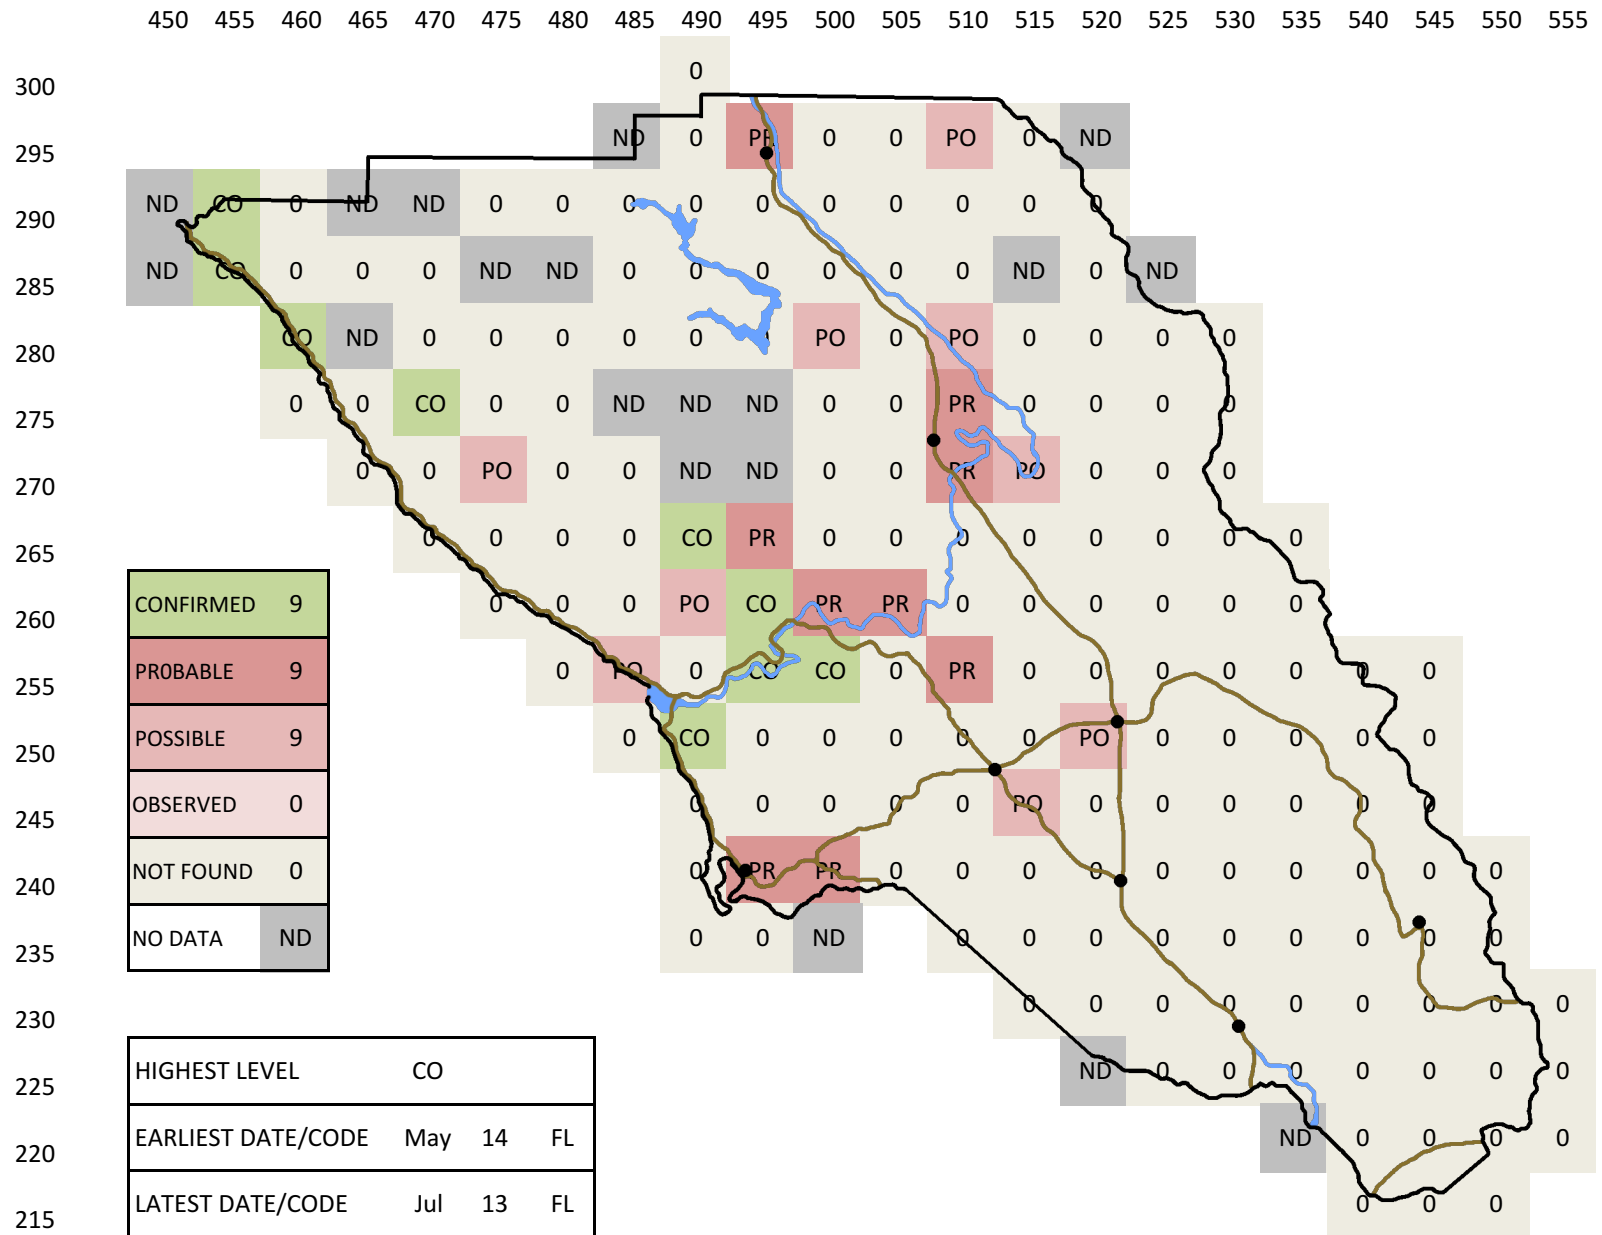 450 455 460 465 470 475 480 485 490 495 500 505 510 515 520 525 530 535 540 545 550 555
0
300
ND 0 PR 0 0 PO 0 ND
295
ND CO 0 ND ND 0 0 0 0 0 0 0 0 0 0
290
ND CO 0 0 0 ND ND 0 0 0 0 0 0 ND 0 ND
285
CO ND 0 0 0 0 0 0 PO 0 PO 0 0 0 0
280
0 0 CO 0 0 ND ND ND 0 0 PR 0 0 0 0
275
0 0 PO 0 0 ND ND 0 0 PR PO 0 0 0
270
0 0 0 0 CO PR 0 0 0 0 0 0 0 0
265
CONFIRMED 9
0 0 0 PO CO PR PR 0 0 0 0 0 0
260
PR0BABLE 9
0 PO 0 CO CO 0 PR 0 0 0 0 0 0 0
255
POSSIBLE 9
0 CO 0 0 0 0 0 PO 0 0 0 0 0
250
OBSERVED 0
0 0 0 0 0 PO 0 0 0 0 0 0
245
NOT FOUND 0
0 PR PR 0 0 0 0 0 0 0 0 0 0
240
NO DATA ND
0 0 ND 0 0 0 0 0 0 0 0 0
235
0 0 0 0 0 0 0 0 0
230
HIGHEST LEVEL CO
ND 0 0 0 0 0 0 0
225
EARLIEST DATE/CODE May 14 FL
ND 0 0 0 0
220
LATEST DATE/CODE Jul 13 FL
0 0 0
215